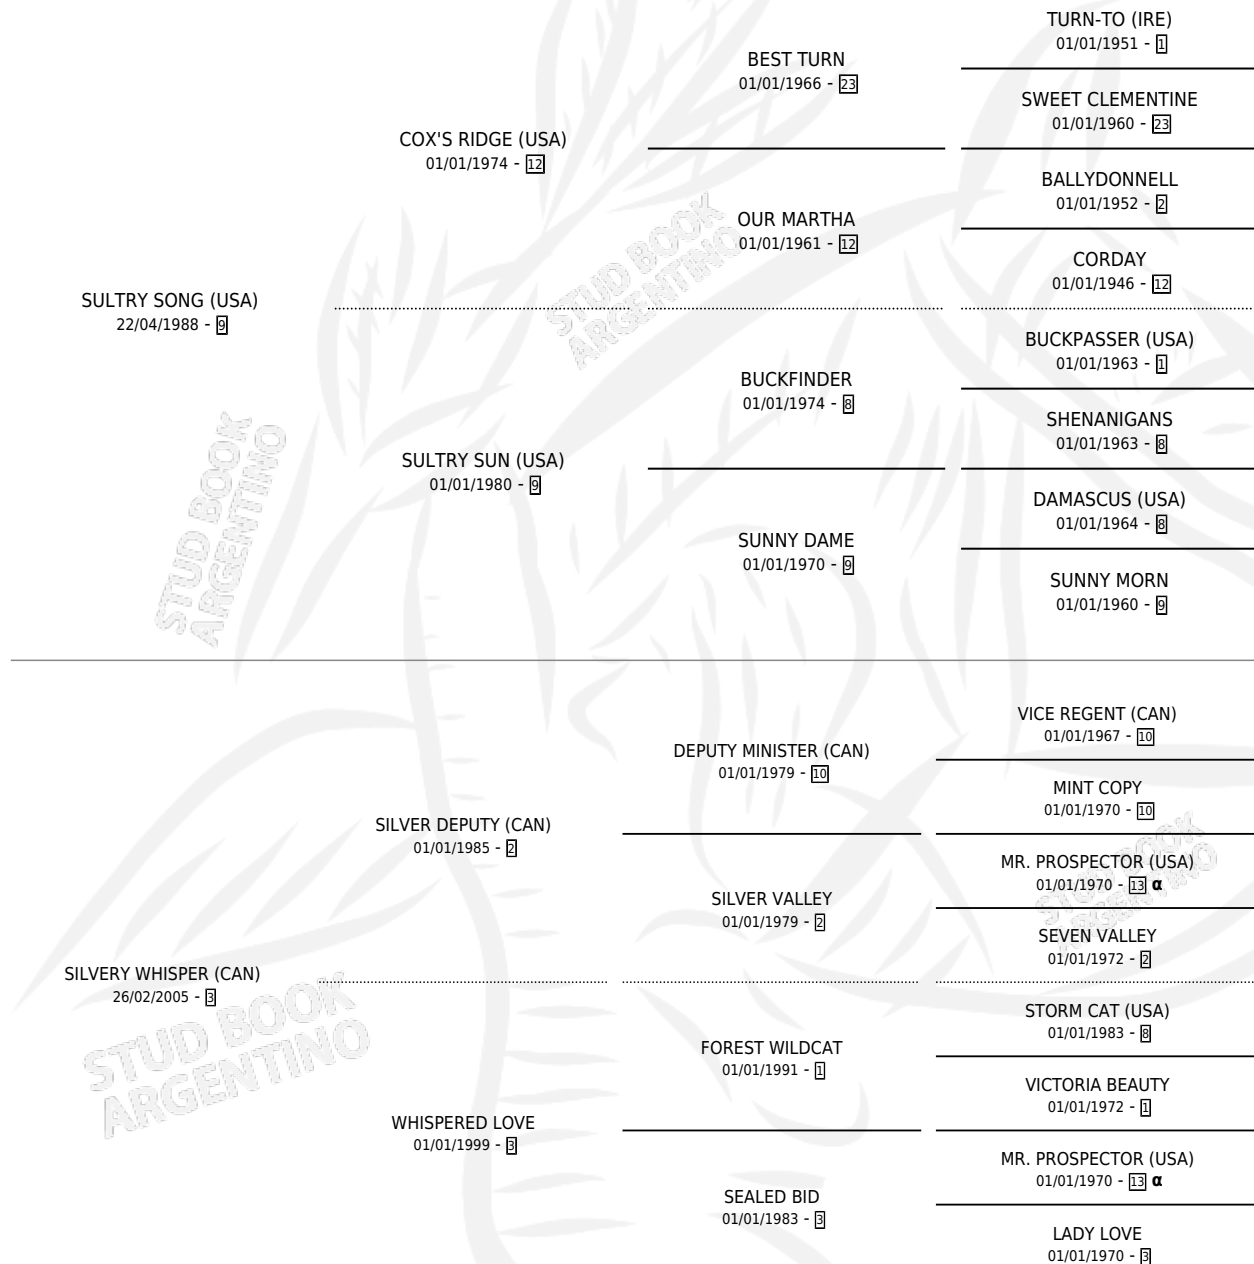 TURN-TO (IRE)
01/01/1951 - 1
BEST TURN
01/01/1966 - 23
SWEET CLEMENTINE
01/01/1960 - 23
COX'S RIDGE (USA)
01/01/1974 - 12
BALLYDONNELL
01/01/1952 - 2
OUR MARTHA
01/01/1961 - 12
CORDAY
01/01/1946 - 12
SULTRY SONG (USA)
22/04/1988 - 9
BUCKPASSER (USA)
01/01/1963 - 1
BUCKFINDER
01/01/1974 - 8
SHENANIGANS
01/01/1963 - 8
SULTRY SUN (USA)
01/01/1980 - 9
DAMASCUS (USA)
01/01/1964 - 8
SUNNY DAME
01/01/1970 - 9
SUNNY MORN
01/01/1960 - 9
STUD BOOK
ARGENTINO
STUD BOOK
ARGENTINO
VICE REGENT (CAN)
01/01/1967 - 10
DEPUTY MINISTER (CAN)
01/01/1979 - 10
MINT COPY
01/01/1970 - 10
SILVER DEPUTY (CAN)
01/01/1985 - 2
MR. PROSPECTOR (USA)
01/01/1970 - 13 α
SILVER VALLEY
01/01/1979 - 2
SEVEN VALLEY
01/01/1972 - 2
SILVERY WHISPER (CAN)
26/02/2005 - 3
STORM CAT (USA)
01/01/1983 - 8
FOREST WILDCAT
01/01/1991 - 1
VICTORIA BEAUTY
01/01/1972 - 1
WHISPERED LOVE
01/01/1999 - 3
MR. PROSPECTOR (USA)
01/01/1970 - 13 α
SEALED BID
01/01/1983 - 3
LADY LOVE
01/01/1970 - 3
STUD BOOK
ARGENTINO
STUD BOOK
ARGENTINO